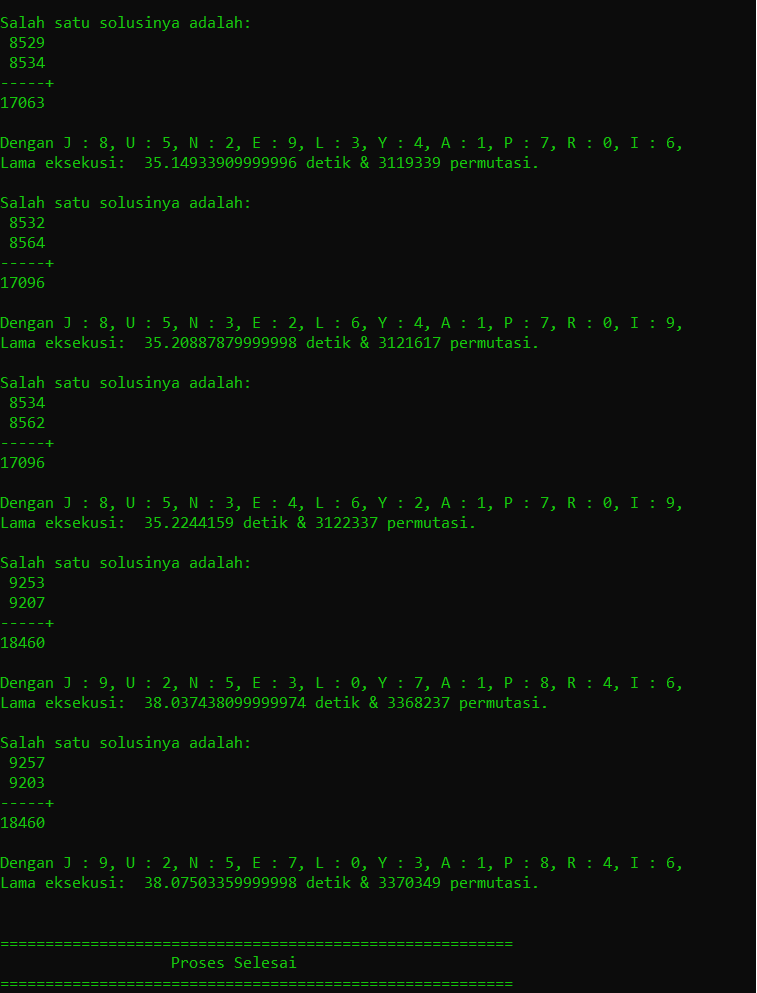 Salah satu solusinya adalah:
 8529
 8534
-----+
17063
Dengan J : 8, U : 5, N : 2, E : 9, L : 3, Y : 4, A : 1, P : 7, R : 0, I : 6,
Lama eksekusi:  35.14933909999996 detik & 3119339 permutasi.
Salah satu solusinya adalah:
 8532
 8564
-----+
17096
Dengan J : 8, U : 5, N : 3, E : 2, L : 6, Y : 4, A : 1, P : 7, R : 0, I : 9,
Lama eksekusi:  35.20887879999998 detik & 3121617 permutasi.
Salah satu solusinya adalah:
 8534
 8562
-----+
17096
Dengan J : 8, U : 5, N : 3, E : 4, L : 6, Y : 2, A : 1, P : 7, R : 0, I : 9,
Lama eksekusi:  35.2244159 detik & 3122337 permutasi.
Salah satu solusinya adalah:
 9253
 9207
-----+
18460
Dengan J : 9, U : 2, N : 5, E : 3, L : 0, Y : 7, A : 1, P : 8, R : 4, I : 6,
Lama eksekusi:  38.037438099999974 detik & 3368237 permutasi.
Salah satu solusinya adalah:
 9257
 9203
-----+
18460
Dengan J : 9, U : 2, N : 5, E : 7, L : 0, Y : 3, A : 1, P : 8, R : 4, I : 6,
Lama eksekusi:  38.07503359999998 detik & 3370349 permutasi.
=========================================================
                   Proses Selesai
=========================================================